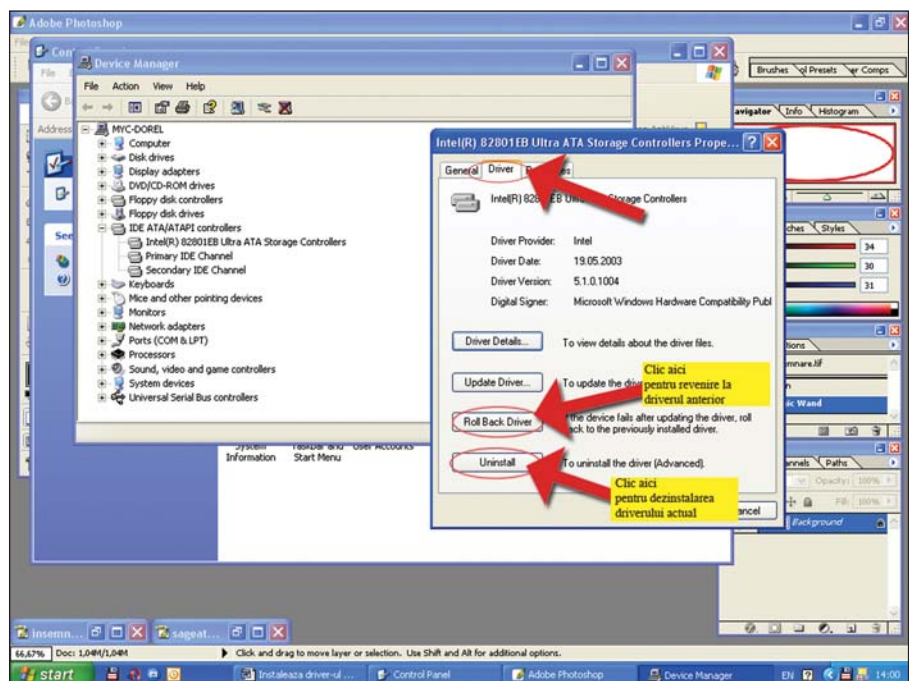 Adobe Photoshop
Device Manager
File Action View Help
Address
MYC-DOREL
Computer
Disk drives
Display adapters
DVD/CD-ROM drives
Floppy disk controllers
Floppy disk drives
IDE ATA/ATAPI controllers
Intel(R) 82801EB Ultra ATA Storage Controllers
Primary IDE Channel
Secondary IDE Channel
Keyboards
Mice and other pointing devices
Monitors
Network adapters
Ports (COM & LPT)
Processors
Sound, video and game controllers
System devices
Universal Serial Bus controllers
System Taskbar and User Accounts
Information Start Menu
Intel(R) 82801EB Ultra ATA Storage Controllers Prope...
General Driver
Intel(R) Storage Controllers
Driver Provider: Intel
Driver Date: 19.05.2003
Driver Version: 5.1.0.1004
Digital Signer: Microsoft Windows Hardware Compatibility Publ
Driver Details... To view details about the driver files.
Update Driver... To update the
Clic aici
pentru revenire la
driverul anterior
Roll Back Driver the device fails after updating the driver, roll
back to the previously installed driver.
Uninstall To uninstall the driver (Advanced).
Clic aici
pentru dezinstalarea
driverului actual
Brushes
Info Histogram
Styles
34
30
31
Wand
Paths
Opacity: 100%
Fill: 100%
Background
insemn...
sageat...
66,67% Doc: 1,04M/1,04M Click and drag to move layer or selection. Use Shift and Alt for additional options.
start Instaleaza driver-ul ... Control Panel Adobe Photoshop Device Manager EN 14:00